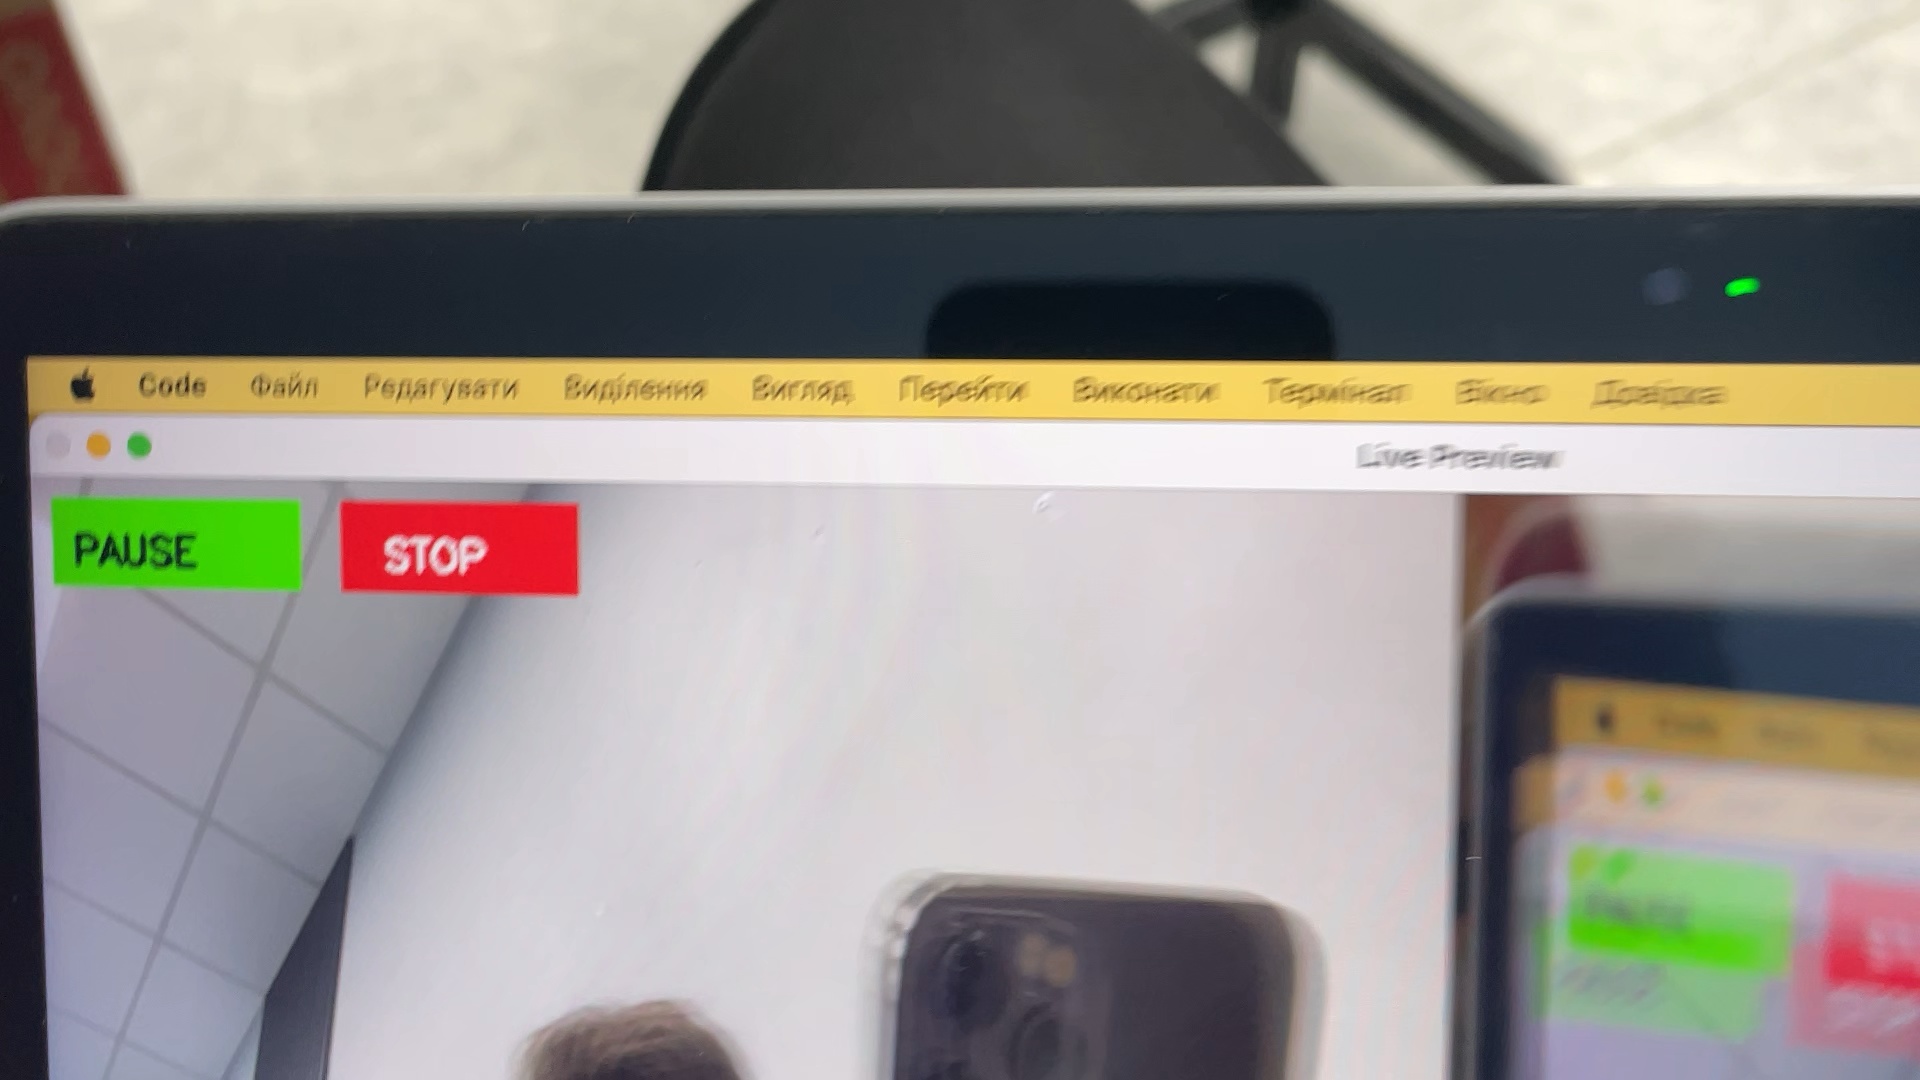 Code Файл Редагувати Виділення Вигляд Перейти Виконати Термінал Вікно Довідка
Live Preview
PAUSE STOP